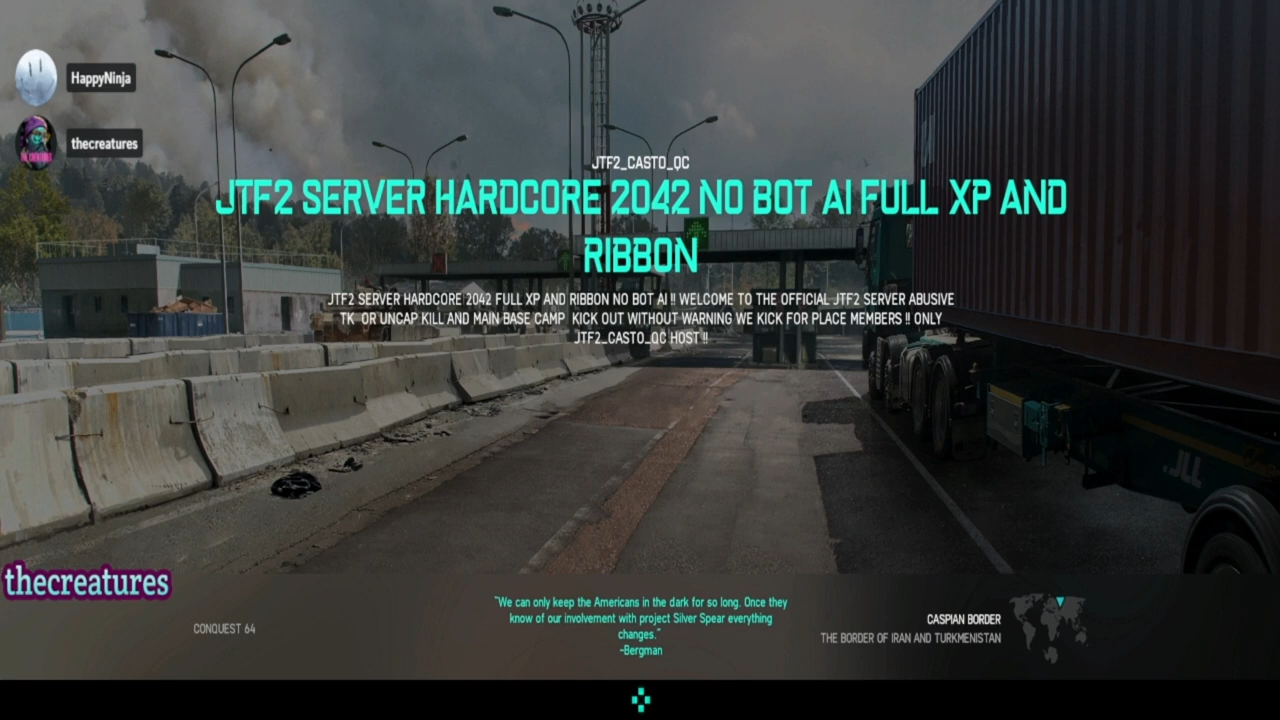 HappyNinja
thecreatures
JTF2_CASTO_QC
JTF2 SERVER HARDCORE 2042 NO BOT AI FULL XP AND
RIBBON
JTF2 SERVER HARDCORE 2042 FULL XP AND RIBBON NO BOT AI !! WELCOME TO THE OFFICIAL JTF2 SERVER ABUSIVE
TK OR UNCAP KILL AND MAIN BASE CAMP KICK OUT WITHOUT WARNING WE KICK FOR PLACE MEMBERS !! ONLY
JTF2_CASTO_QC HOST !!
JLL
thecreatures
CONQUEST 64
"We can only keep the Americans in the dark for so long. Once they
know of our involvement with project Silver Spear everything
changes."
-Bergman
CASPIAN BORDER
THE BORDER OF IRAN AND TURKMENISTAN